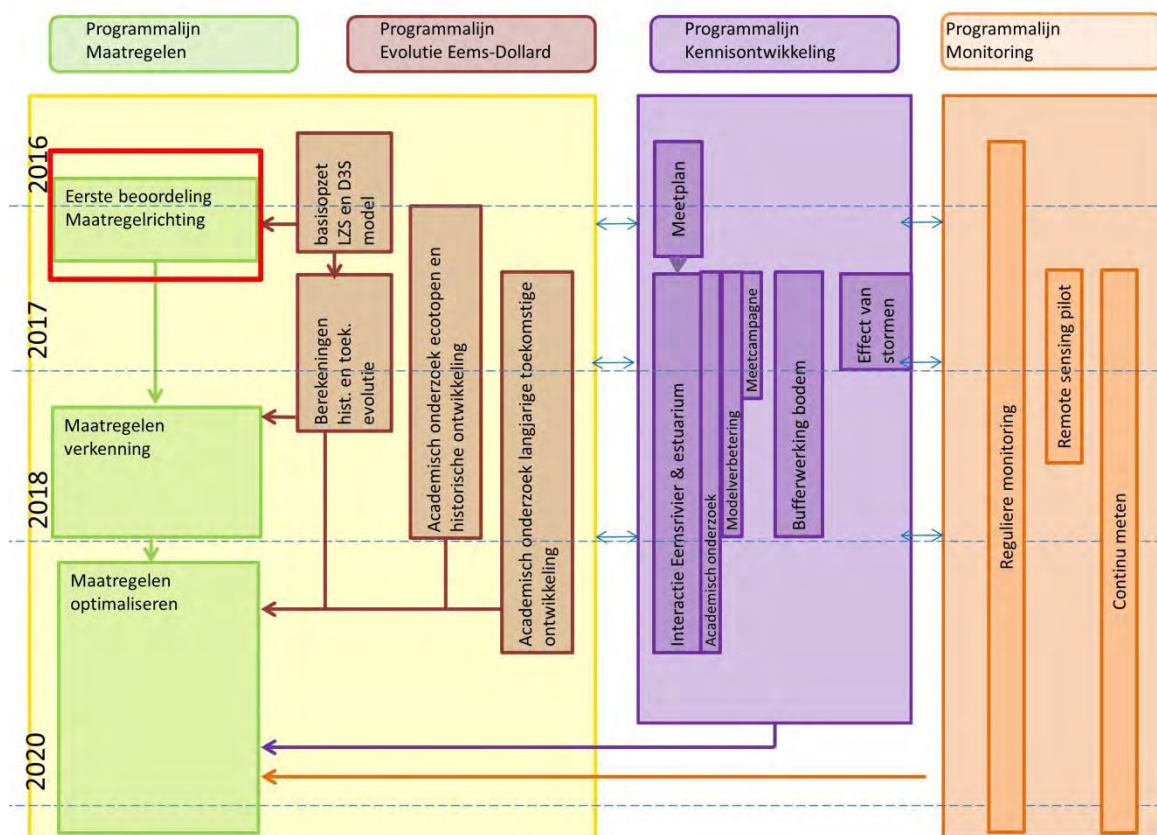 Programmalijn
Maatregelen
Programmalijn
Evolutie Eems-Dollard
Programmalijn
Kennisontwikkeling
Programmalijn
Monitoring
2016
2017
2018
2020
Eerste beoordeling
Maatregelrichting
Maatregelen
verkenning
Maatregelen
optimaliseren
basisopzet
LZS en D3S
model
Berekeningen
hist. en toek.
evolutie
Academisch onderzoek ecotopen en
historische ontwikkeling
Academisch onderzoek langjarige toekomstige
ontwikkeling
Meetplan
Interactie Eemsrivier & estuarium
Academisch onderzoek
Modelverbetering
Meetcampagne
Bufferwerking bodem
Effect van
stormen
Reguliere monitoring
Remote sensing pilot
Continu meten